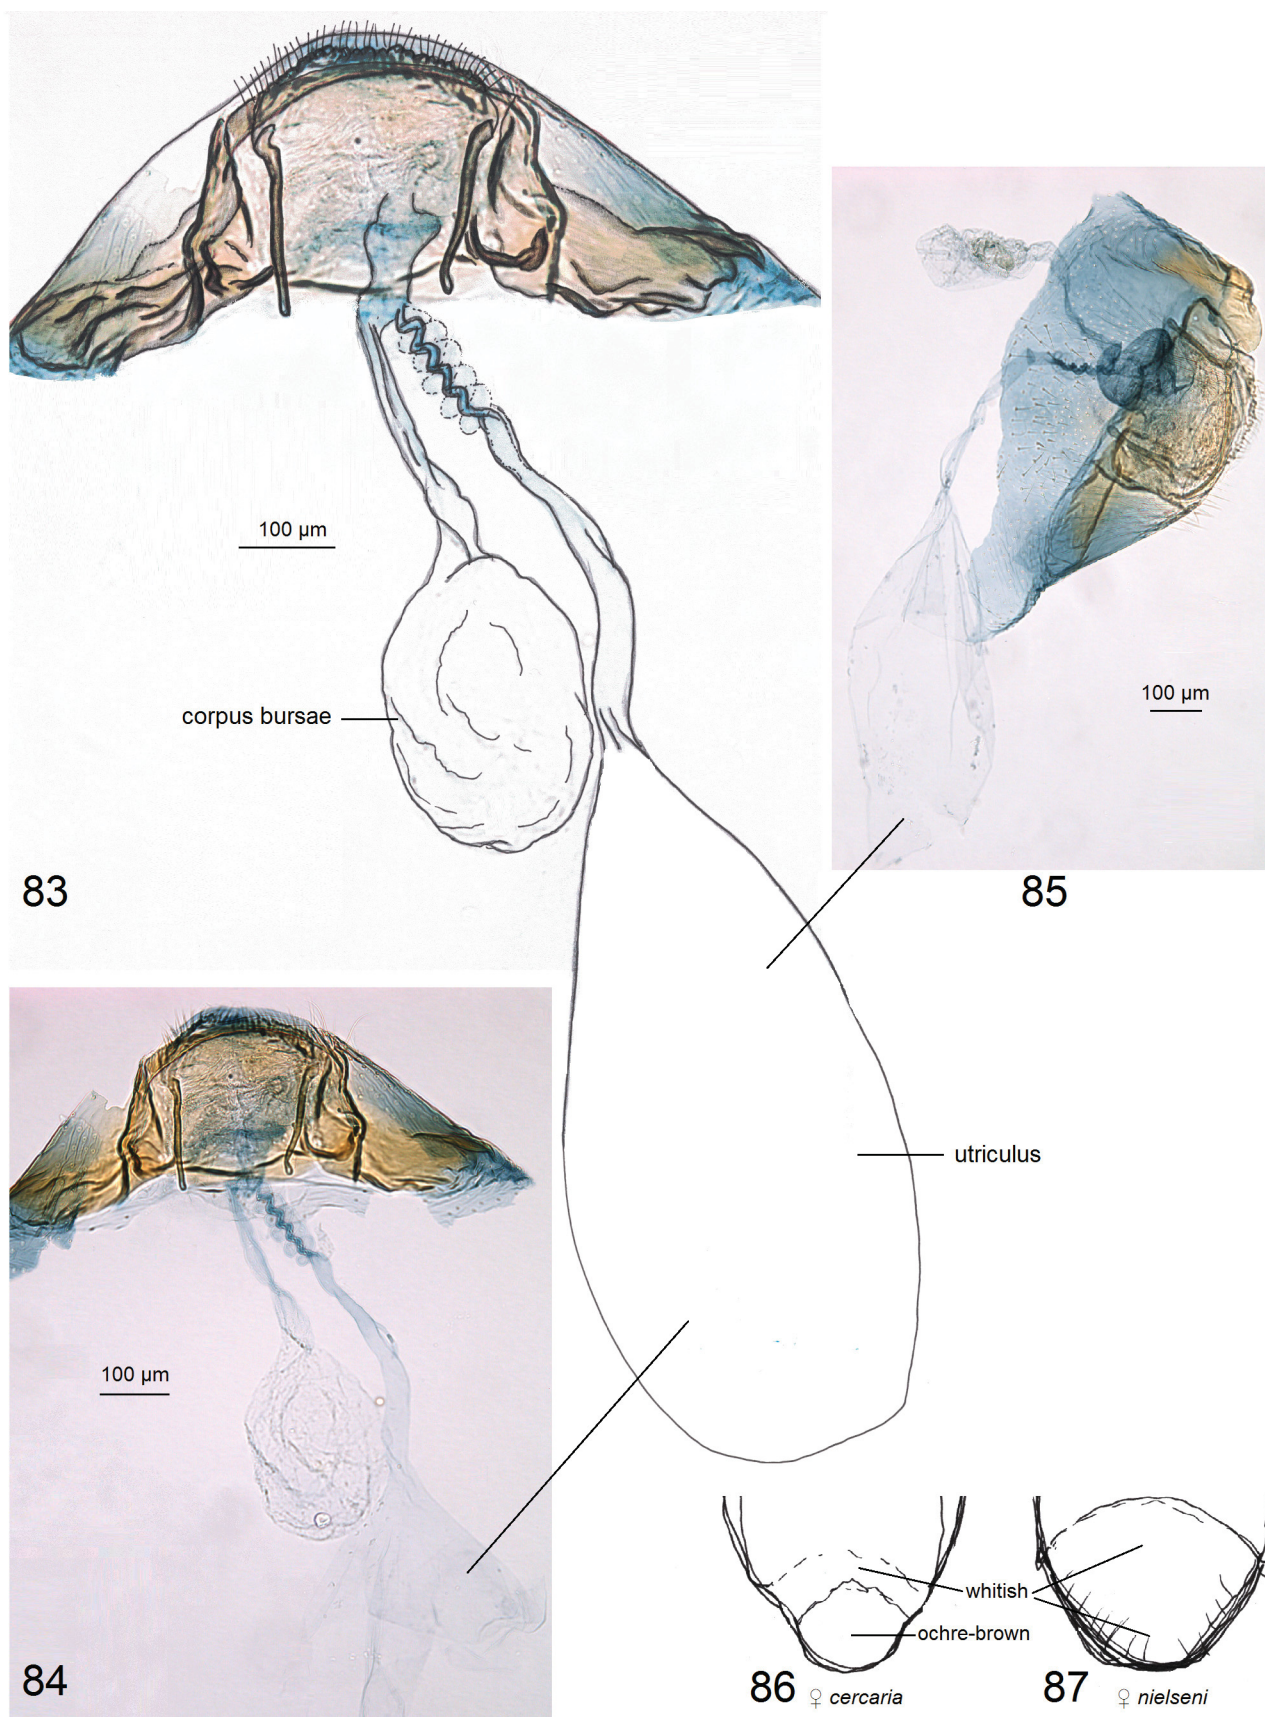 100 µm
corpus bursae
83
100 µm
85
utriculus
100 µm
84
whitish
ochre-brown
86 ♀ cercaria
87 ♀ nielseni